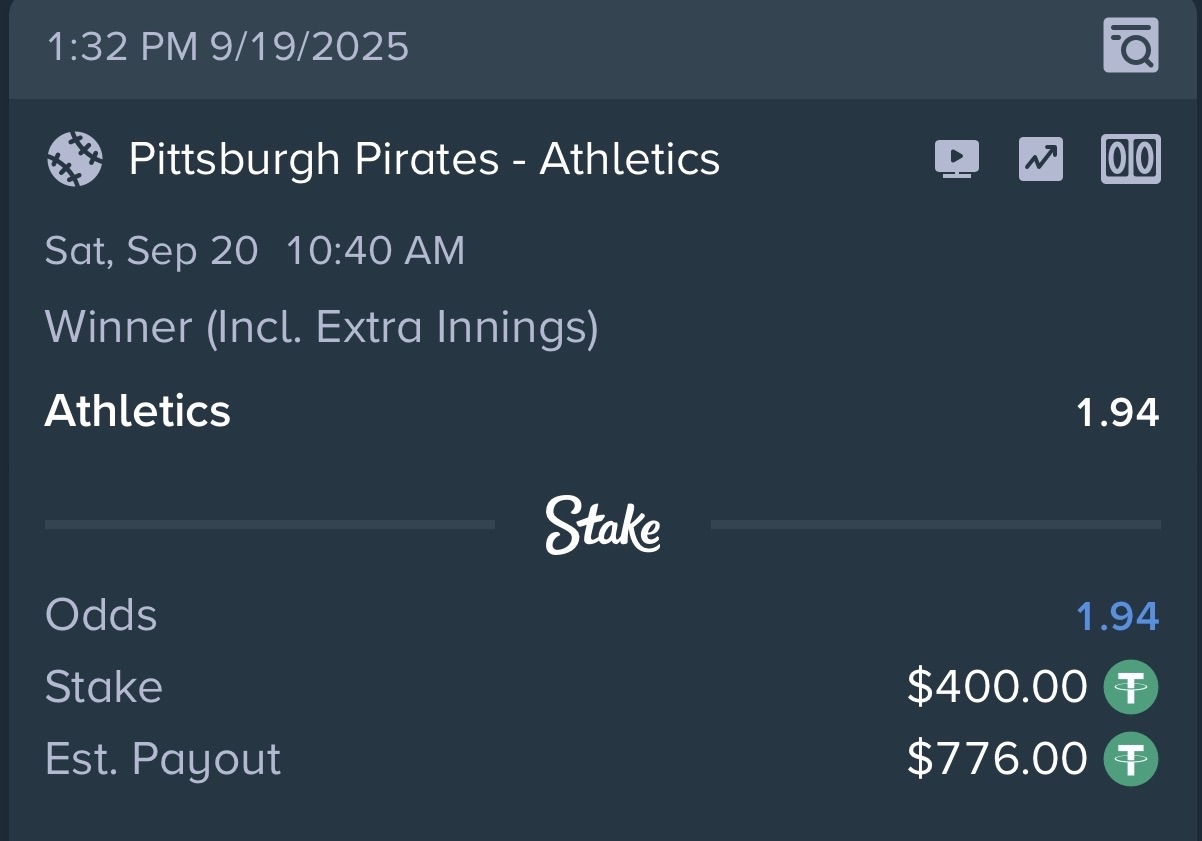 1:32 PM 9/19/2025
Pittsburgh Pirates - Athletics
Sat, Sep 20 10:40 AM
Winner (Incl. Extra Innings)
Athletics 1.94
Stake
Odds 1.94
Stake $400.00
Est. Payout $776.00